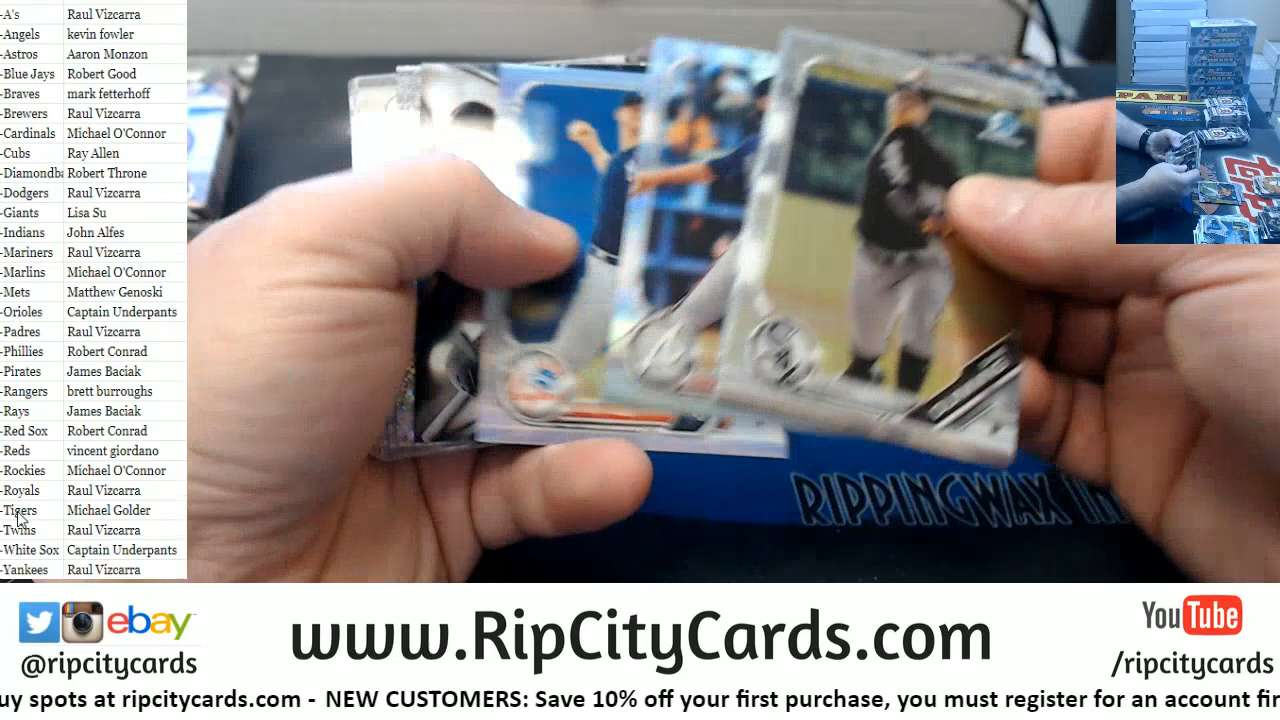 -A's Raul Vizcarra
-Angels kevin fowler
-Astros Aaron Monzon
-Blue Jays Robert Good
-Braves mark fetterhoff
-Brewers Raul Vizcarra
-Cardinals Michael O'Connor
-Cubs Ray Allen
-Diamondba Robert Throne
-Dodgers Raul Vizcarra
-Giants Lisa Su
-Indians John Alfes
-Mariners Raul Vizcarra
-Marlins Michael O'Connor
-Mets Matthew Genoski
-Orioles Captain Underpants
-Padres Raul Vizcarra
-Phillies Robert Conrad
-Pirates James Baciak
-Rangers brett burroughs
-Rays James Baciak
-Red Sox Robert Conrad
-Reds vincent giordano
-Rockies Michael O'Connor
-Royals Raul Vizcarra
-Tigers Michael Golder
-Twins Raul Vizcarra
-White Sox Captain Underpants
-Yankees Raul Vizcarra
PANINI
RIPPINGWAX
ebay
@ripcitycards
www.RipCityCards.com
YouTube
/ripcitycards
uy spots at ripcitycards.com - NEW CUSTOMERS: Save 10% off your first purchase, you must register for an account fir